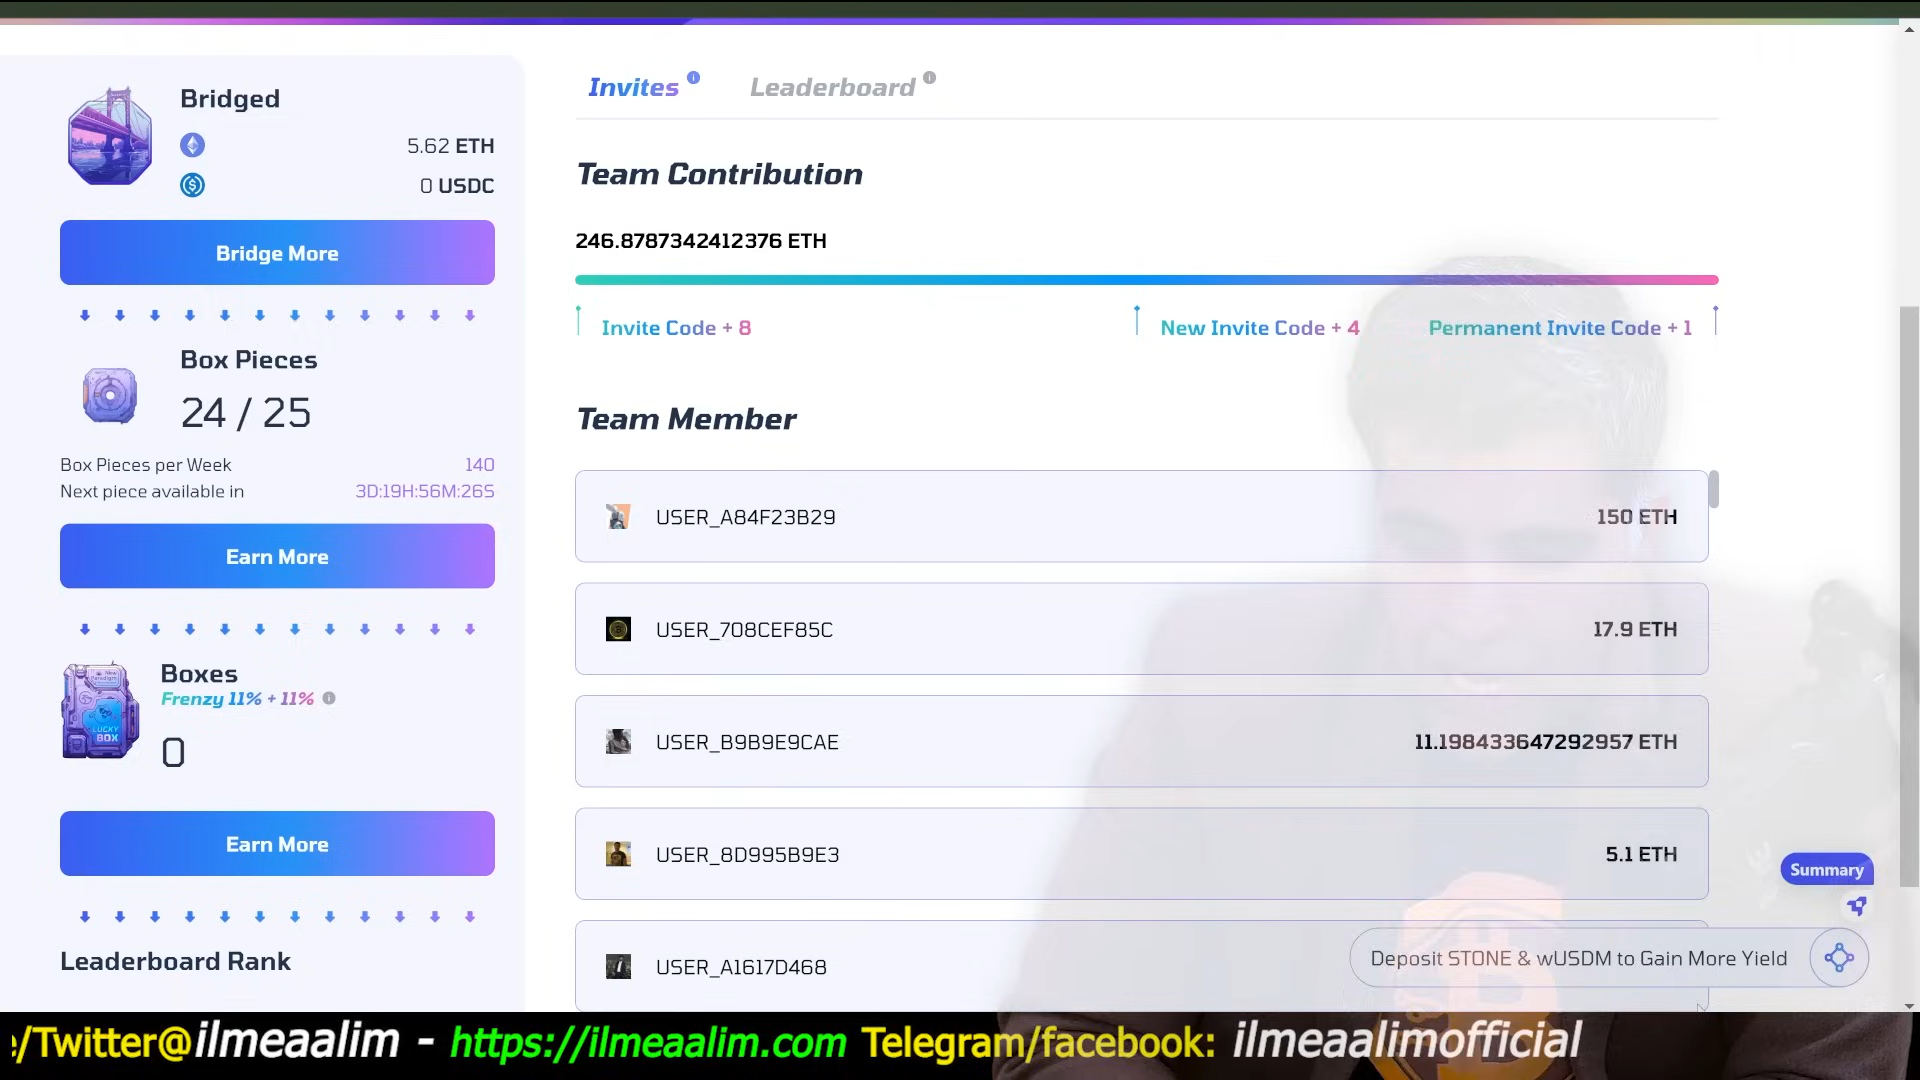 Bridged
5.62 ETH
0 USDC
Bridge More
Box Pieces
24 / 25
Box Pieces per Week 140
Next piece available in 3D:19H:56M:26S
Earn More
Boxes
Frenzy 11% + 11%
0
Earn More
Leaderboard Rank
Invites Leaderboard
Team Contribution
246.8787342412376 ETH
Invite Code + 8 New Invite Code + 4 Permanent Invite Code + 1
Team Member
USER_A84F23B29 150 ETH
USER_708CEF85C 17.9 ETH
USER_B9B9E9CAE 11.198433647292957 ETH
USER_8D995B9E3 5.1 ETH
USER_A1617D468
Summary
Deposit STONE & wUSDM to Gain More Yield
LUCKY
BOX
/Twitter@ilmeaalim - https://ilmeaalim.com Telegram/facebook: ilmeaalimofficial